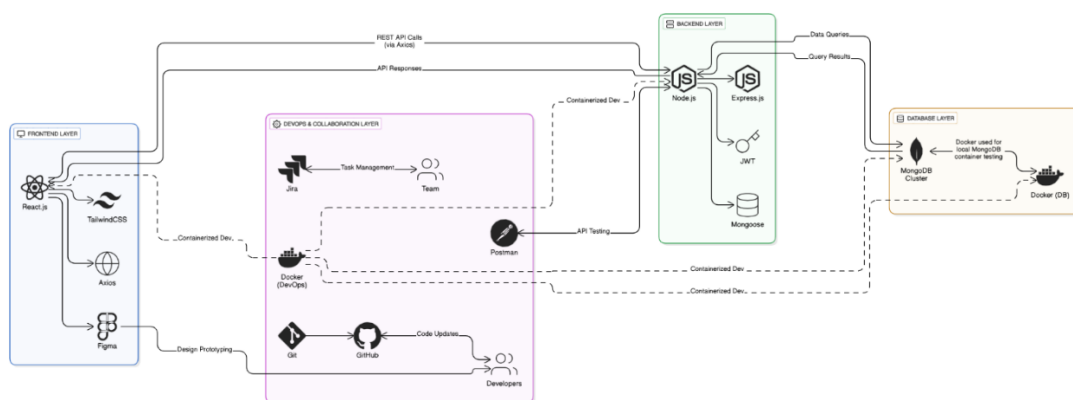 BACKEND LAYER
REST API Calls
(via Axios)
API Responses
Data Queries
Query Results
Node.js
Express.js
Containerized Dev
JWT
Mongoose
FRONTEND LAYER
React.js
TailwindCSS
Axios
Figma
DEVOPS & COLLABORATION LAYER
Jira
Task Management
Team
Postman
API Testing
Containerized Dev
Docker
(DevOps)
Containerized Dev
Containerized Dev
Git
GitHub
Code Updates
Design Prototyping
Developers
DATABASE LAYER
MongoDB
Cluster
Docker used for
local MongoDB
container testing
Docker (DB)